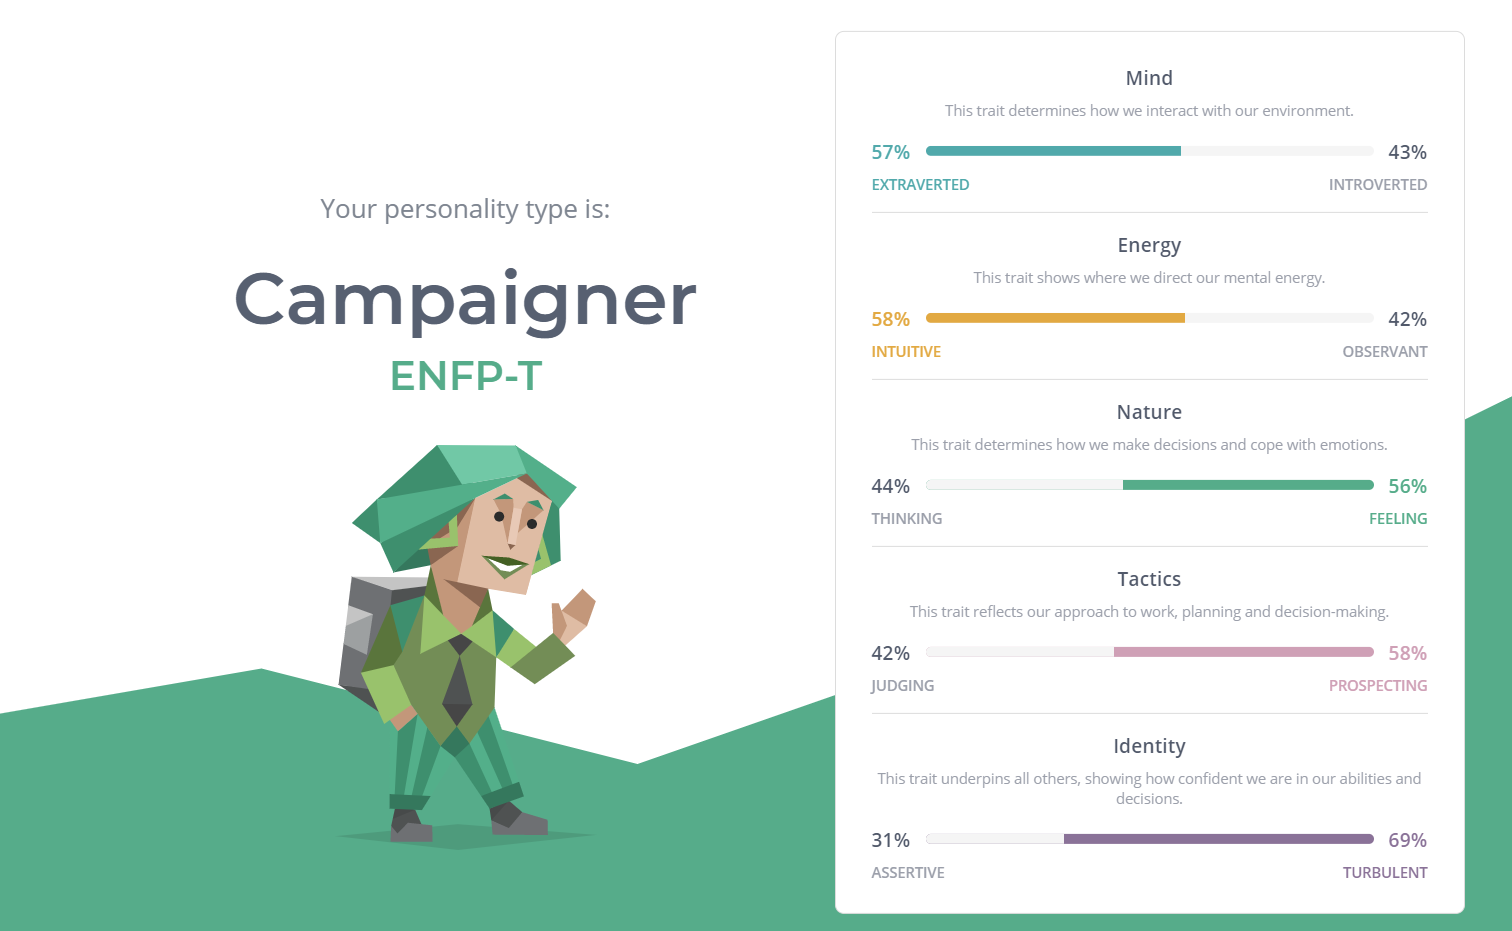 Your personality type is:
Campaigner
ENFP-T
Mind
This trait determines how we interact with our environment.
57% 43%
EXTRAVERTED INTROVERTED
Energy
This trait shows where we direct our mental energy.
58% 42%
INTUITIVE OBSERVANT
Nature
This trait determines how we make decisions and cope with emotions.
44% 56%
THINKING FEELING
Tactics
This trait reflects our approach to work, planning and decision-making.
42% 58%
JUDGING PROSPECTING
Identity
This trait underpins all others, showing how confident we are in our abilities and
decisions.
31% 69%
ASSERTIVE TURBULENT